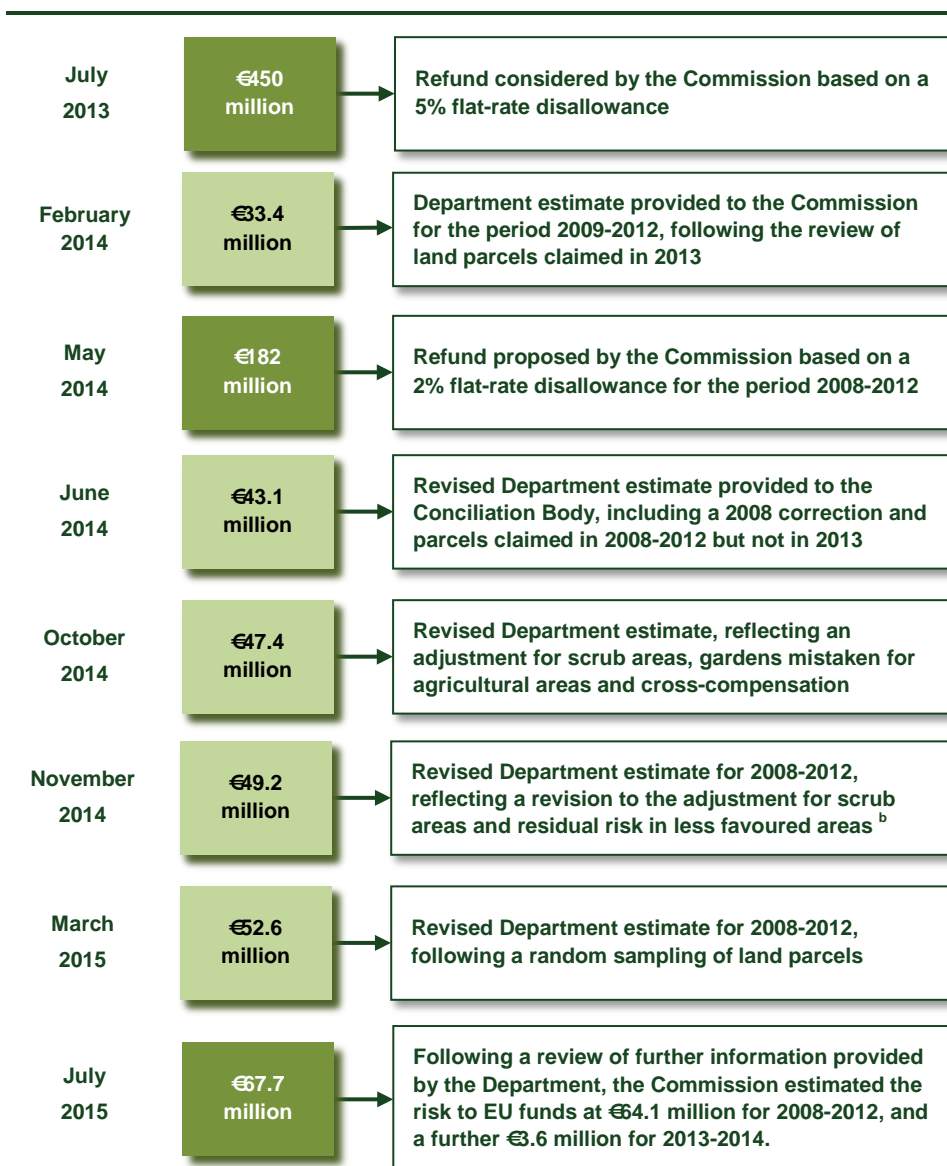 July
2013
€450
million
Refund considered by the Commission based on a
5% flat-rate disallowance
February
2014
€33.4
million
Department estimate provided to the Commission
for the period 2009-2012, following the review of
land parcels claimed in 2013
May
2014
€182
million
Refund proposed by the Commission based on a
2% flat-rate disallowance for the period 2008-2012
June
2014
€43.1
million
Revised Department estimate provided to the
Conciliation Body, including a 2008 correction and
parcels claimed in 2008-2012 but not in 2013
October
2014
€47.4
million
Revised Department estimate, reflecting an
adjustment for scrub areas, gardens mistaken for
agricultural areas and cross-compensation
November
2014
€49.2
million
Revised Department estimate for 2008-2012,
reflecting a revision to the adjustment for scrub
areas and residual risk in less favoured areas b
March
2015
€52.6
million
Revised Department estimate for 2008-2012,
following a random sampling of land parcels
July
2015
€67.7
million
Following a review of further information provided
by the Department, the Commission estimated the
risk to EU funds at €64.1 million for 2008-2012, and
a further €3.6 million for 2013-2014.